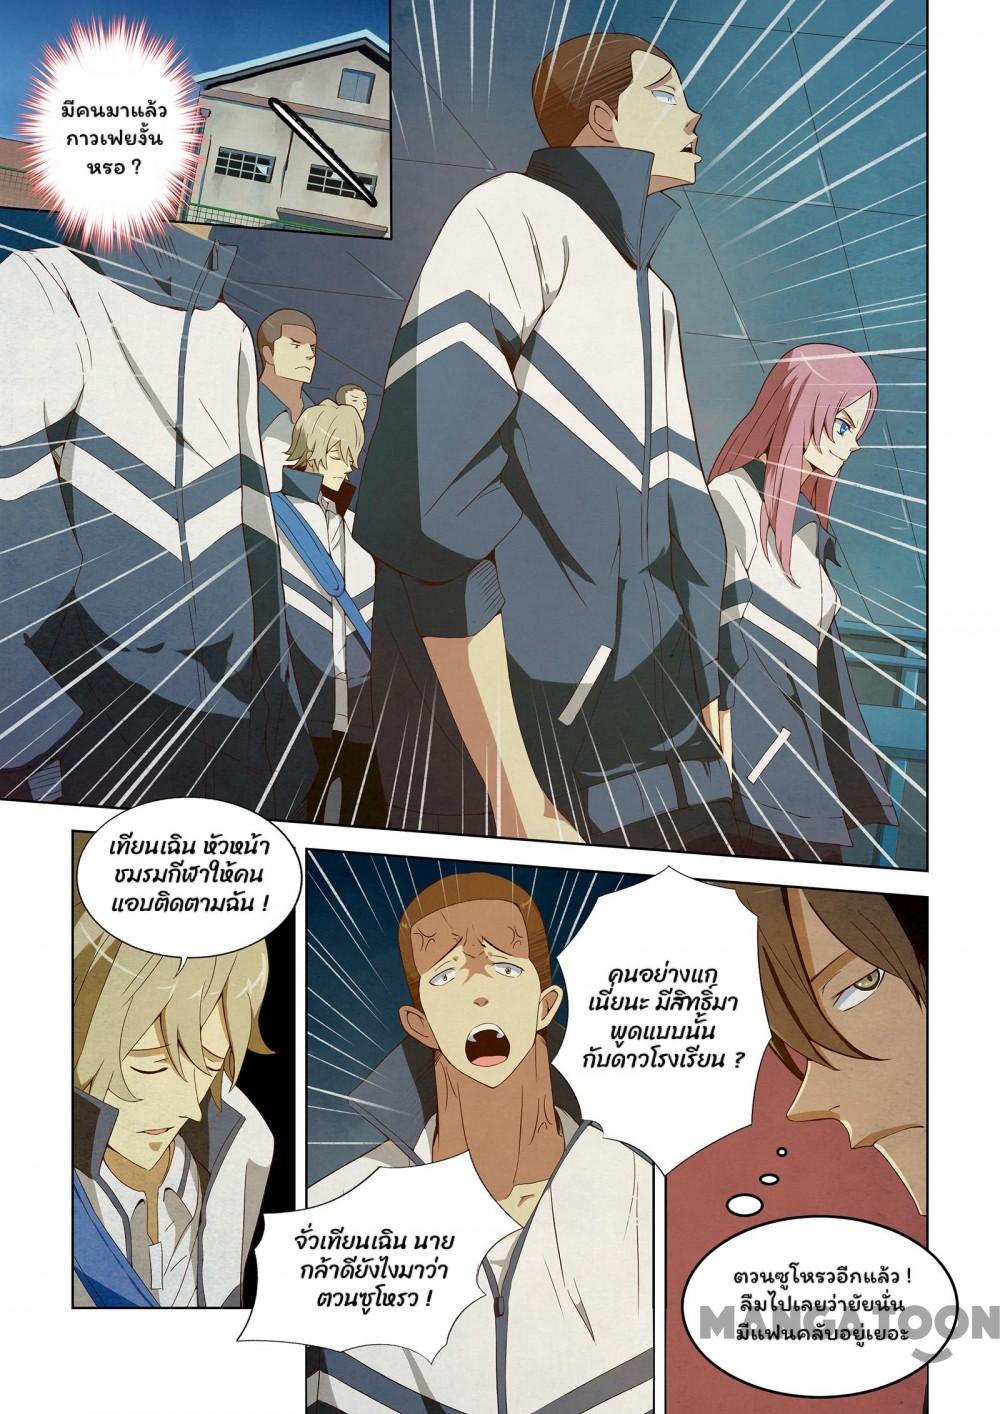 มีคนมาแล้ว
กาวเฟยงั้น
หรอ ?
เทียนเฉิน หัวหน้า
ชมรมกีฬาให้คน
แอบติดตามฉัน !
คนอย่างแก
เนี่ยนะ มีสิทธิ์มา
พูดแบบนั้น
กับดาวโรงเรียน ?
จั่วเทียนเฉิน นาย
กล้าดียังไงมาว่า
ตวนซูโหรว !
ตวนซูโหรวอีกแล้ว !
ลืมไปเลยว่ายัยนั่น
มีแฟนคลับอยู่เยอะ
MANGATOON